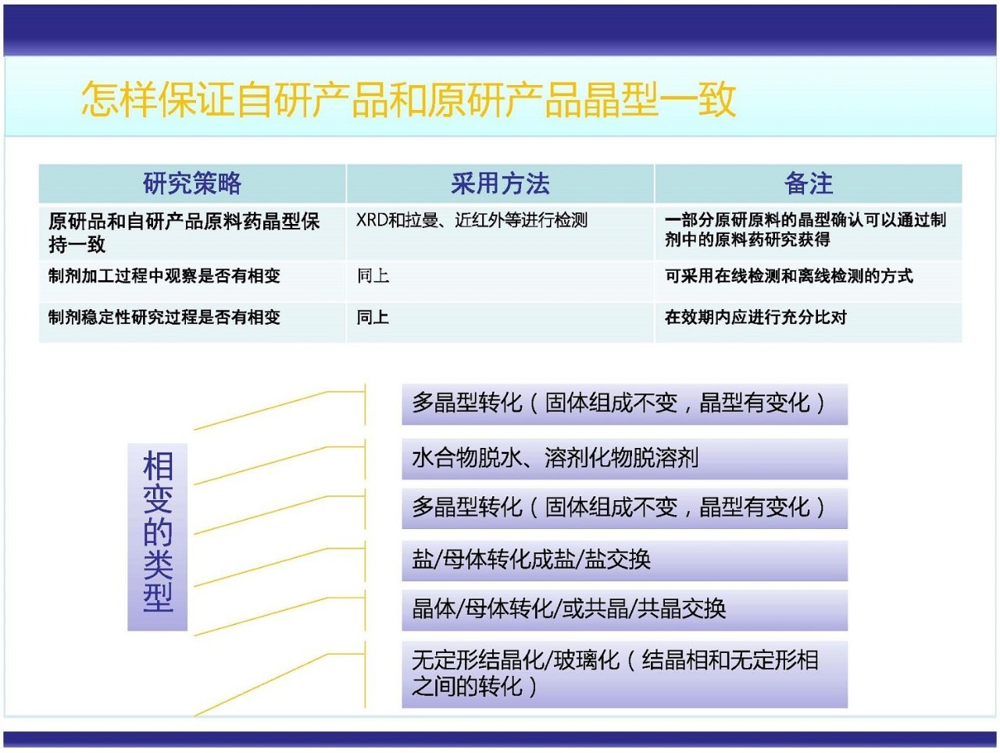 怎样保证自研产品和原研产品晶型一致
研究策略
采用方法
备注
原研品和自研产品原料药晶型保
持一致
XRD和拉曼、近红外等进行检测
一部分原研原料的晶型确认可以通过制
剂中的原料药研究获得
制剂加工过程中观察是否有相变
同上
可采用在线检测和离线检测的方式
制剂稳定性研究过程是否有相变
同上
在效期内应进行充分比对
相变的类型
多晶型转化（固体组成不变，晶型有变化）
水合物脱水、溶剂化物脱溶剂
多晶型转化（固体组成不变，晶型有变化）
盐/母体转化成盐/盐交换
晶体/母体转化/或共晶/共晶交换
无定形结晶化/玻璃化（结晶相和无定形相
之间的转化）